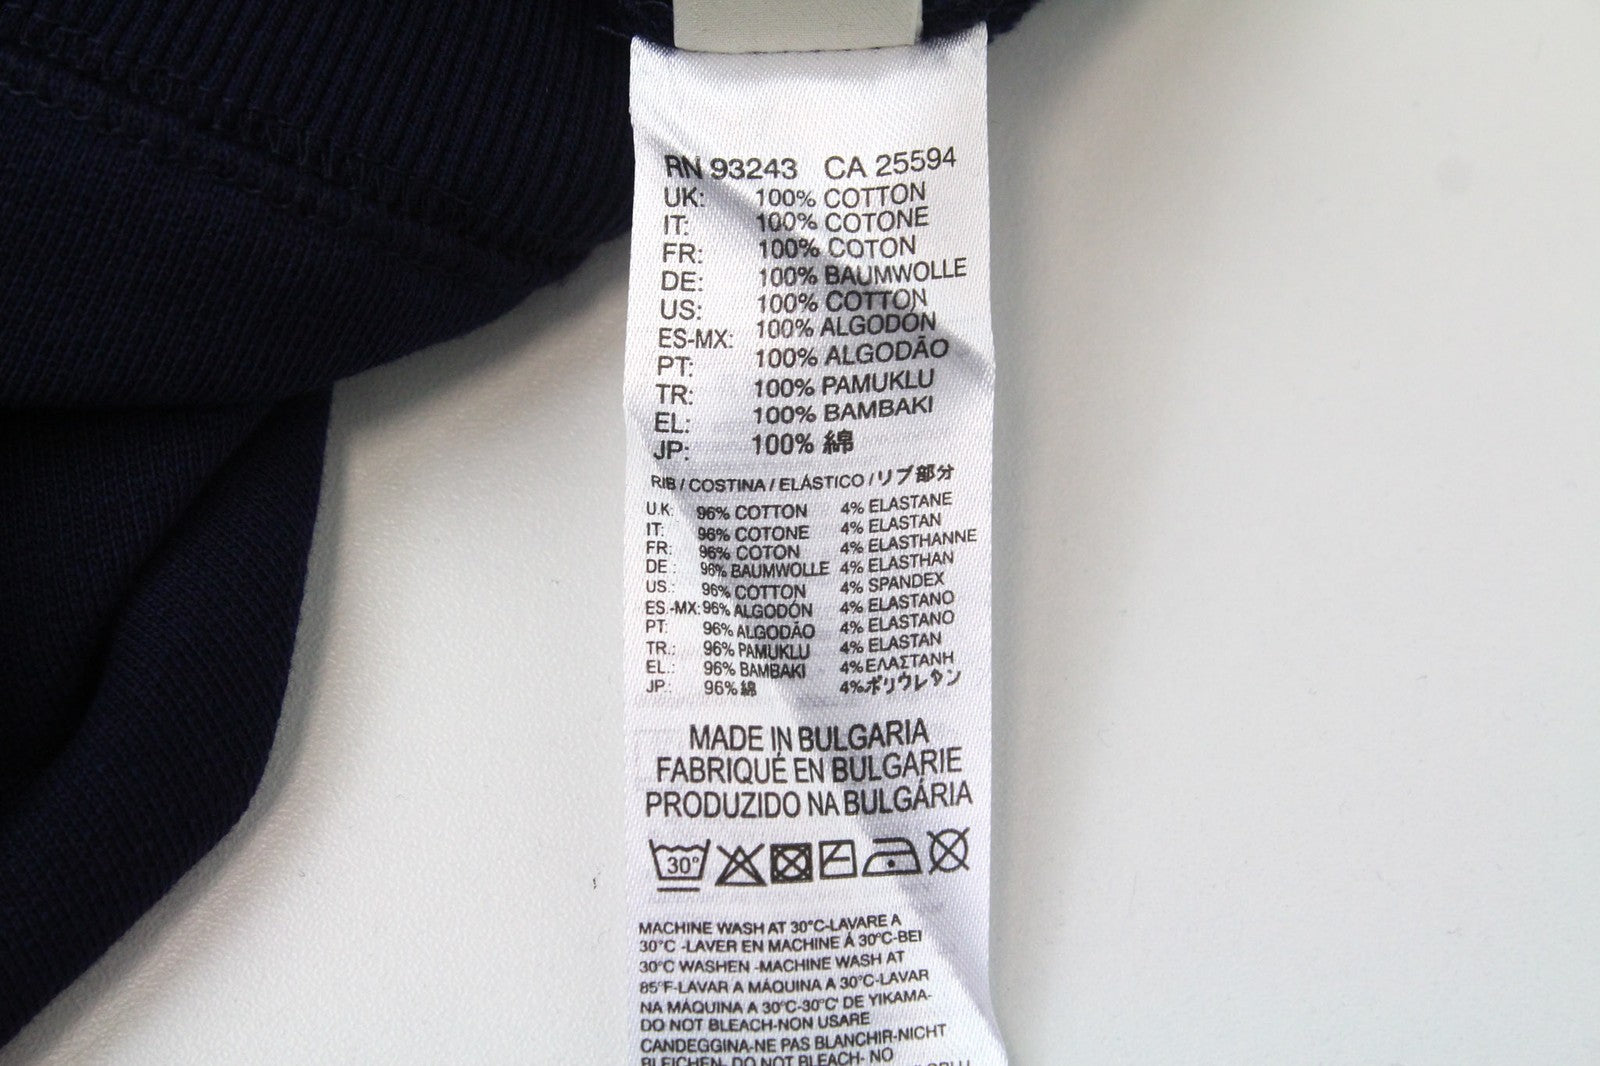 RN 93243 CA 25594
UK: 100% COTTON
IT: 100% COTONE
FR: 100% COTON
DE: 100% BAUMWOLLE
US: 100% COTTON
ES-MX: 100% ALGODÓN
PT: 100% ALGODÃO
TR: 100% PAMUKLU
EL: 100% BAMBAKI
JP: 100% 綿
RIB / COSTINA / ELÁSTICO / リブ部分
U.K: 96% COTTON 4% ELASTANE
IT: 96% COTONE 4% ELASTAN
FR: 96% COTON 4% ELASTHANNE
DE : 96% BAUMWOLLE 4% ELASTHAN
US.: 96% COTTON 4% SPANDEX
ES.-MX: 96% ALGODÓN 4% ELASTANO
PT: 96% ALGODÃO 4% ELASTANO
TR.: 96% PAMUKLU 4% ELASTAN
EL.: 96% BAMBAKI 4% ΕΛΑΣΤΑΝΗ
JP.: 96% 綿 4% ポリウレタン
MADE IN BULGARIA
FABRIQUÉ EN BULGARIE
PRODUZIDO NA BULGÁRIA
30°
MACHINE WASH AT 30°C-LAVARE A
30°C -LAVER EN MACHINE Á 30°C-BEI
30°C WASHEN -MACHINE WASH AT
85°F-LAVAR A MÁQUINA A 30°C-LAVAR
NA MÁQUINA A 30°C-30°C' DE YIKAMA-
DO NOT BLEACH-NON USARE
CANDEGGINA-NE PAS BLANCHIR-NICHT
BLEICHEN- DO NOT BLEACH- NO